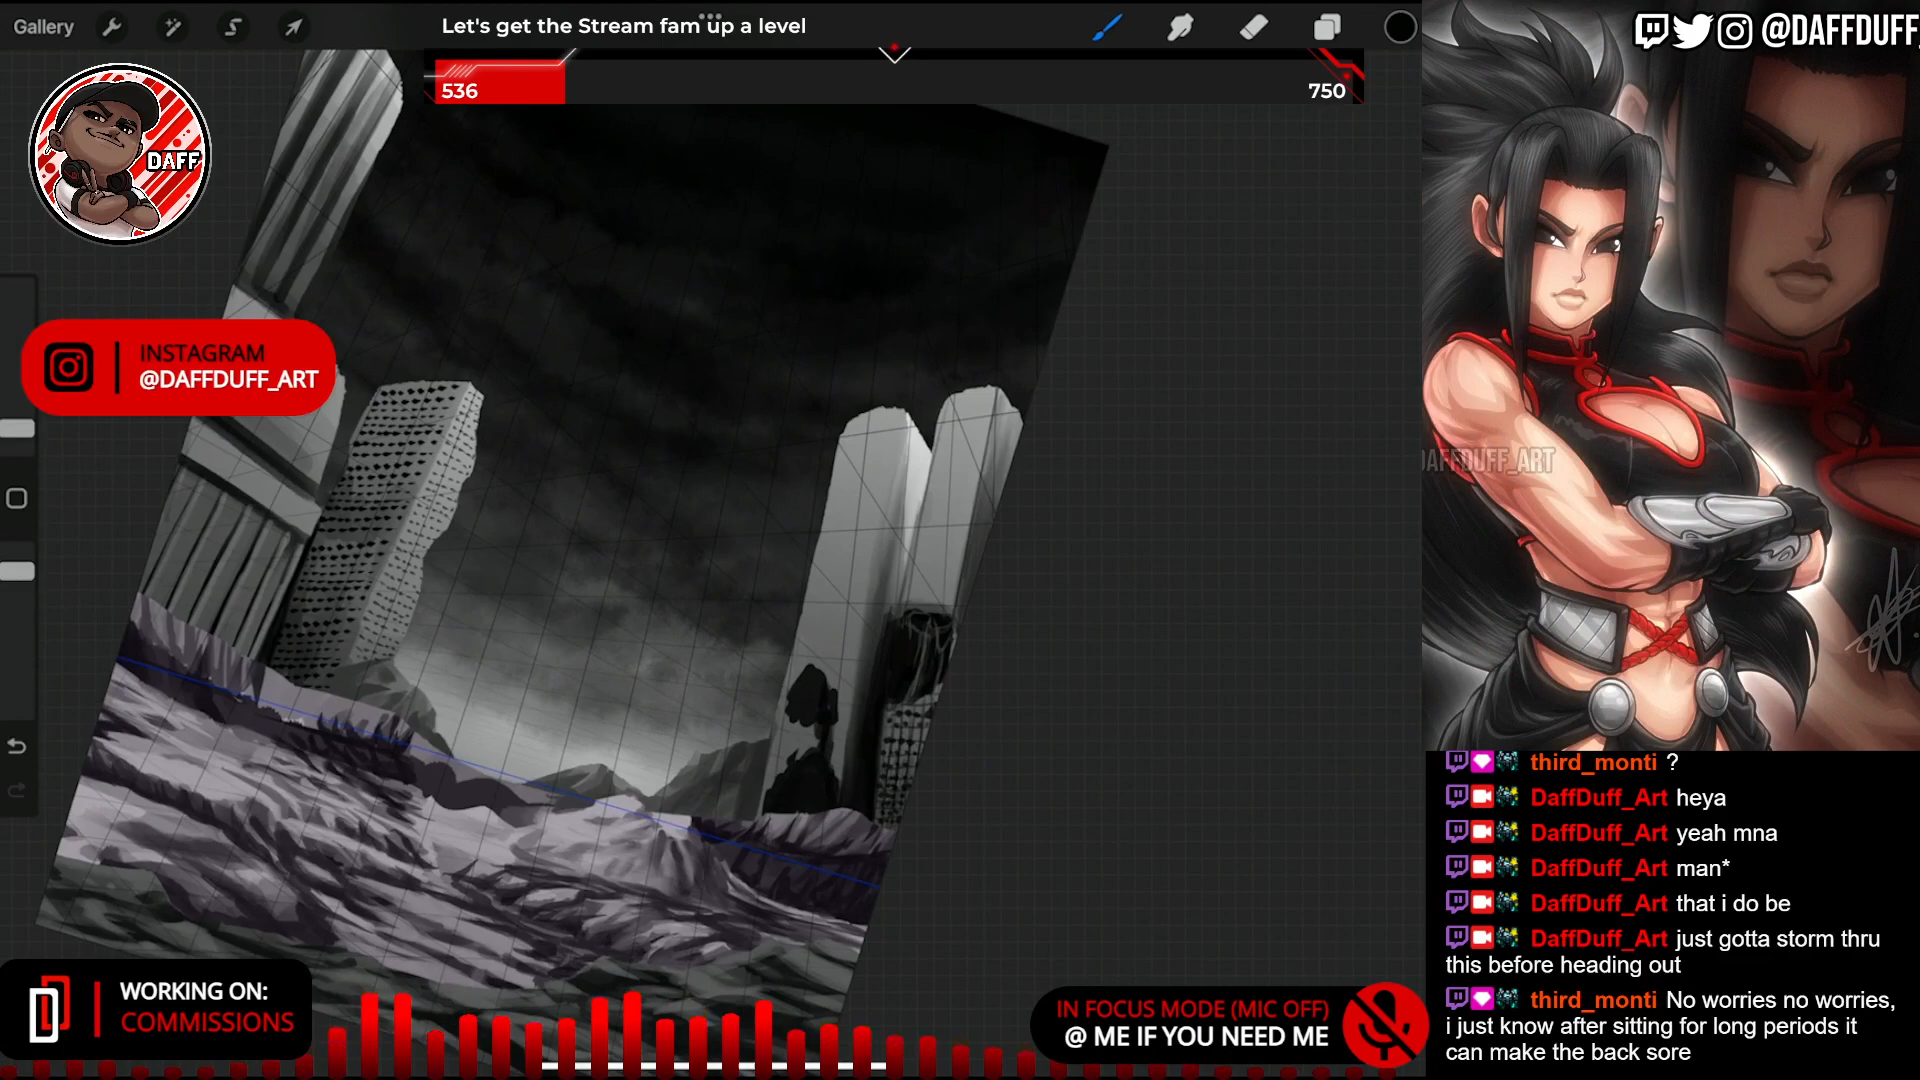 Gallery
Let's get the Stream fam up a level
536
750
@DAFFDUFF
DAFF
INSTAGRAM
@DAFFDUFF_ART
DAFFDUFF_ART
WORKING ON:
COMMISSIONS
IN FOCUS MODE (MIC OFF)
@ ME IF YOU NEED ME
third_monti ?
DaffDuff_Art heya
DaffDuff_Art yeah mna
DaffDuff_Art man*
DaffDuff_Art that i do be
DaffDuff_Art just gotta storm thru
this before heading out
third_monti No worries no worries,
i just know after sitting for long periods it
can make the back sore